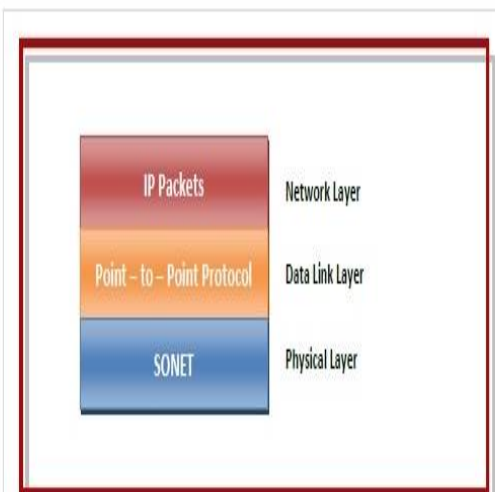 IP Packets
Network Layer
Point – to – Point Protocol
Data Link Layer
SONET
Physical Layer